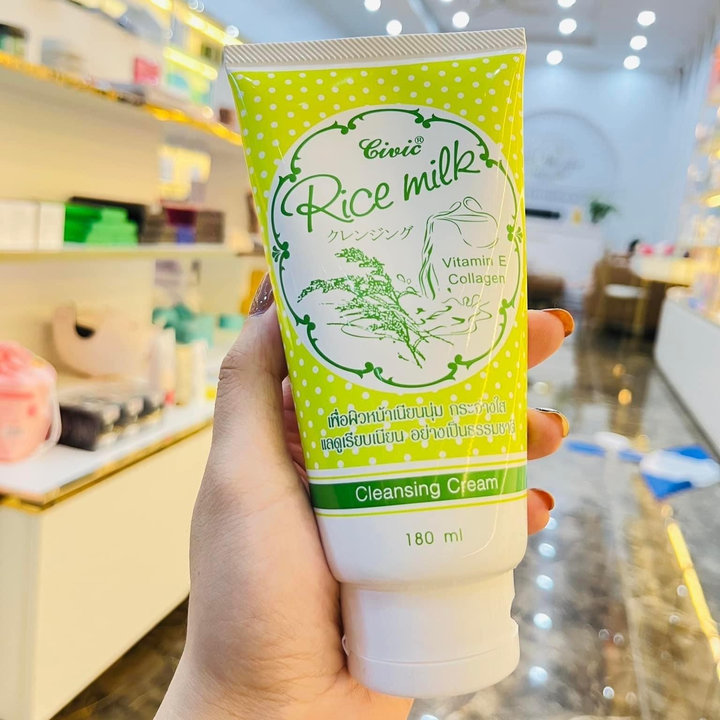 Civic®
Rice milk
クレンジング
Vitamin E
Collagen
เพื่อผิวหน้าเนียนนุ่ม กระจ่างใส
แลดูเรียบเนียน อย่างเป็นธรรมชาติ
Cleansing Cream
180 ml